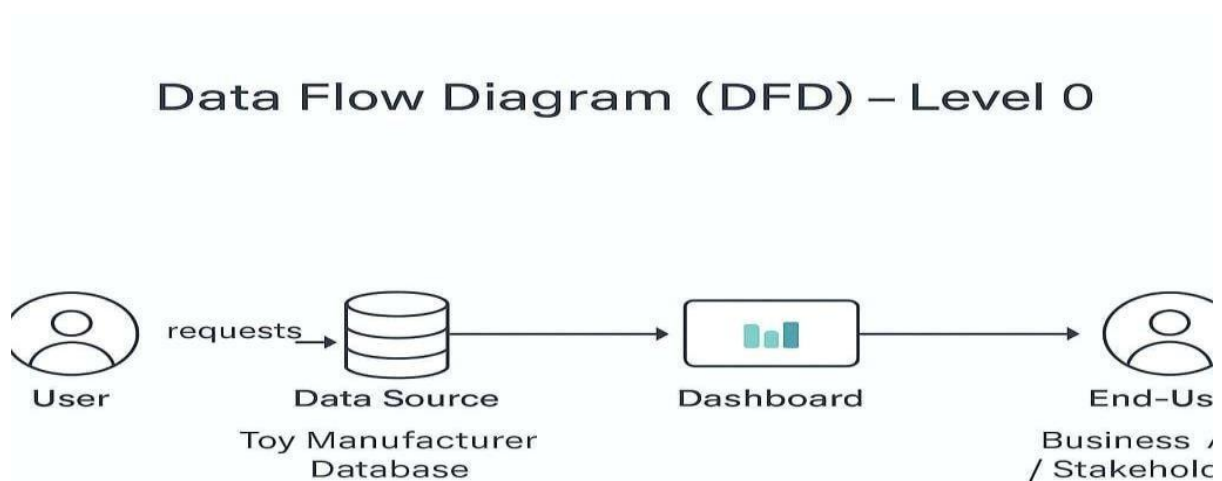 Data Flow Diagram (DFD) – Level 0
requests
User
Data Source
Dashboard
End-Us
Toy Manufacturer
Database
Business
/ Stakehol